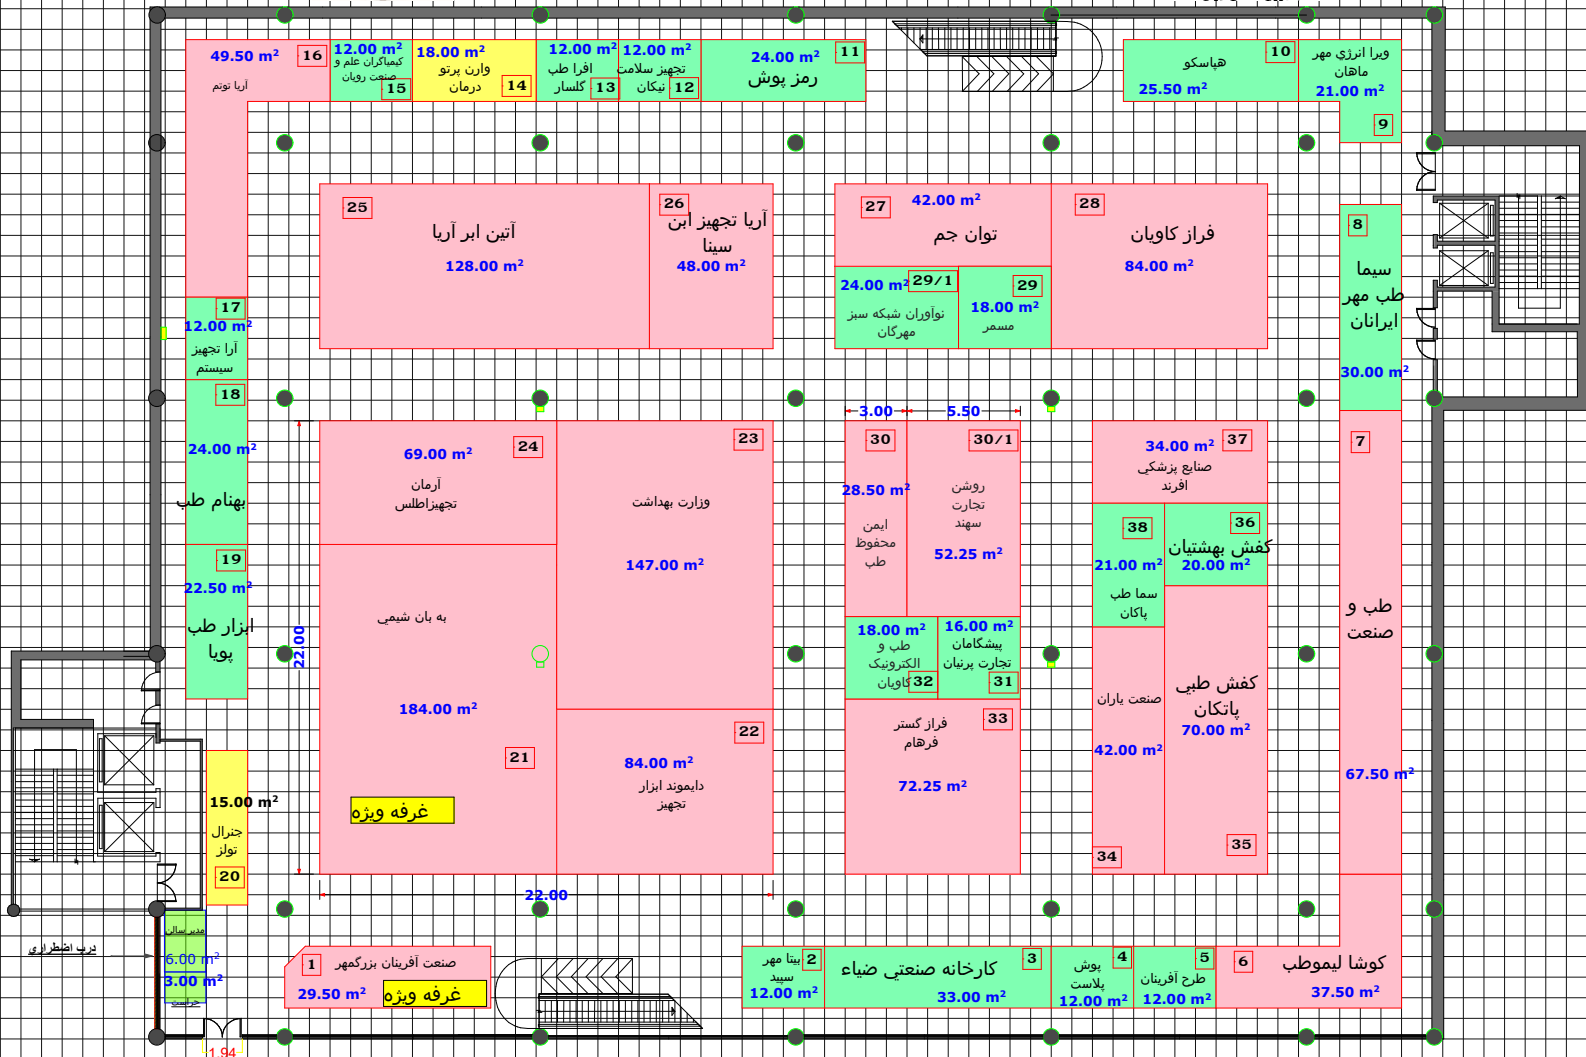 49.50 m²
16
آریا نوتم
12.00 m²
کیمیاگران علم و
صنعت رویان
15
18.00 m²
وارن پرتو
درمان
14
12.00 m²
افرا طب
گلسار
13
12.00 m²
تجهیز سلامت
نیکان
12
24.00 m²
11
رمز پوش
10
هپاسکو
25.50 m²
ویرا انرژي مهر
ماهان
21.00 m²
9
25
آتین ابر آریا
128.00 m²
26
آریا تجهیز ابن
سینا
48.00 m²
27
42.00 m²
توان جم
28
فراز کاویان
84.00 m²
24.00 m²
29/1
نوآوران شبکه سبز
مهرگان
29
18.00 m²
مسمر
8
سیما
طب مهر
ایرانان
30.00 m²
17
12.00 m²
آرا تجهیز
سیستم
18
24.00 m²
بهنام طب
19
22.50 m²
ابزار طب
پویا
24
69.00 m²
آرمان
تجهیزاطلس
23
وزارت بهداشت
147.00 m²
3.00
5.50
30
28.50 m²
ایمن
محفوظ
طب
30/1
روشن
تجارت
سهند
52.25 m²
34.00 m²
37
صنایع پزشکي
افرند
38
21.00 m²
سما طب
پاکان
36
کفش بهشتیان
20.00 m²
7
طب و
صنعت
67.50 m²
22.00
به بان شیمي
184.00 m²
21
غرفه ویژه
22
84.00 m²
دایموند ابزار
تجهیز
18.00 m²
طب و
الکترونیک
کاویان
32
16.00 m²
پیشگامان
تجارت پرنیان
31
33
فراز گستر
فرهام
72.25 m²
صنعت یاران
42.00 m²
34
کفش طبي
پاتکان
70.00 m²
35
15.00 m²
جنرال
تولز
20
22.00
مدیر سالن
6.00 m²
3.00 m²
حراست
درب اضطراری
1.94
1
صنعت آفرینان بزرگمهر
29.50 m²
غرفه ویژه
2
بیتا مهر
سپید
12.00 m²
3
کارخانه صنعتي ضیاء
33.00 m²
4
پوش
پلاست
12.00 m²
5
طرح آفرینان
12.00 m²
6
کوشا لیموطب
37.50 m²